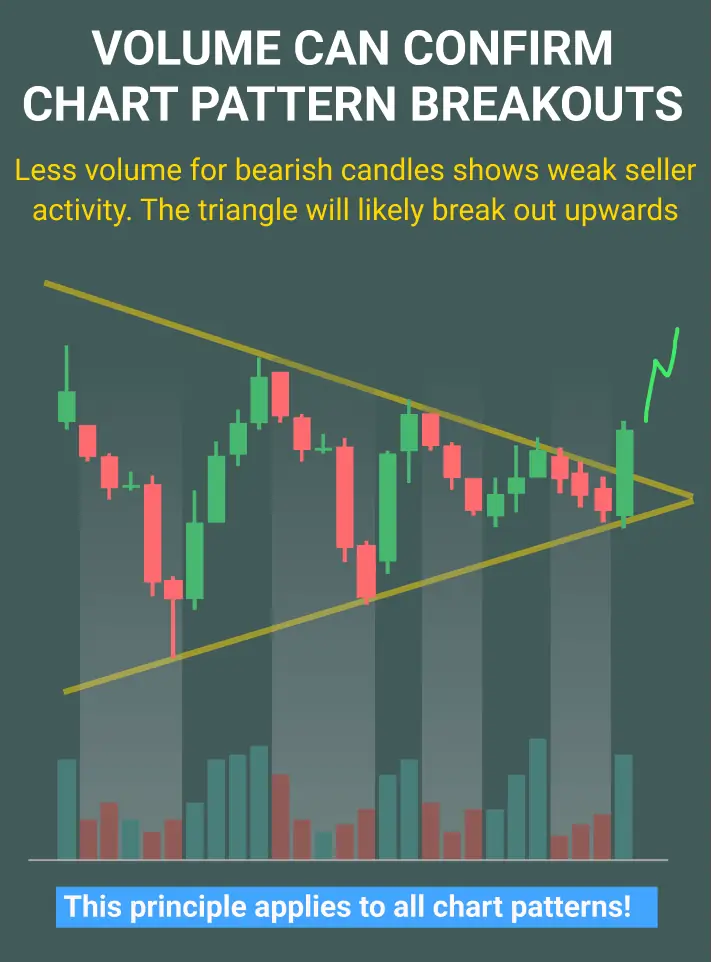 VOLUME CAN CONFIRM
CHART PATTERN BREAKOUTS
Less volume for bearish candles shows weak seller
activity. The triangle will likely break out upwards
This principle applies to all chart patterns!